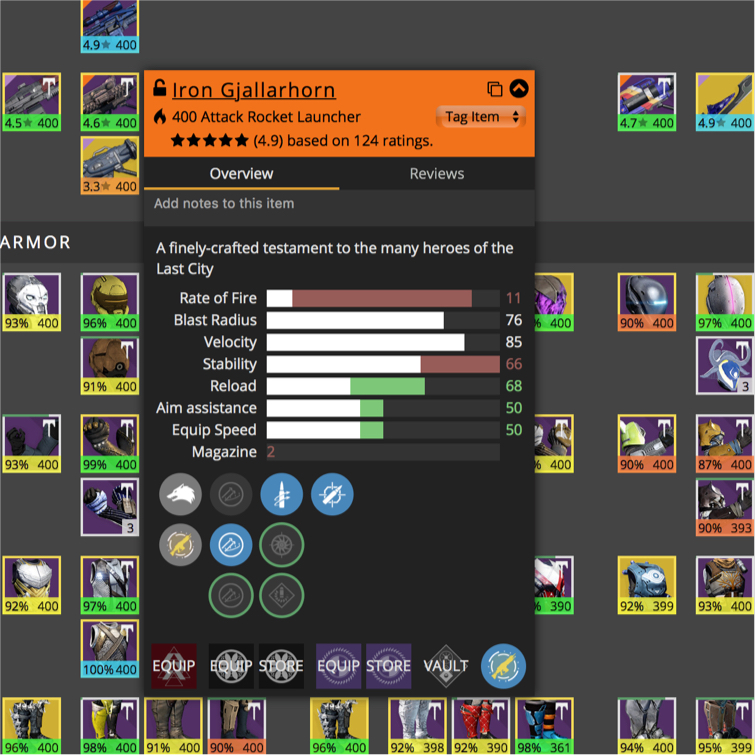 4.9★ 400
Iron Gjallarhorn
400 Attack Rocket Launcher
Tag Item
★★★★★ (4.9) based on 124 ratings.
4.5★ 400
4.6★ 400
4.7★ 400
4.9★ 400
Overview
Reviews
3.3★ 400
Add notes to this item
ARMOR
A finely-crafted testament to the many heroes of the
Last City
Rate of Fire 11
Blast Radius 76
Velocity 85
Stability 66
Reload 68
Aim assistance 50
Equip Speed 50
Magazine 2
93% 400
96% 400
% 400
90% 400
97% 400
91% 400
3
93% 400
99% 400
% 400
90% 400
87% 400
3
90% 393
92% 400
97% 400
% 390
92% 399
93% 400
100% 400
EQUIP EQUIP STORE EQUIP STORE VAULT
96% 400
98% 400
91% 400
90% 400
96% 400
92% 398
92% 390
98% 361
94% 400
95% 38